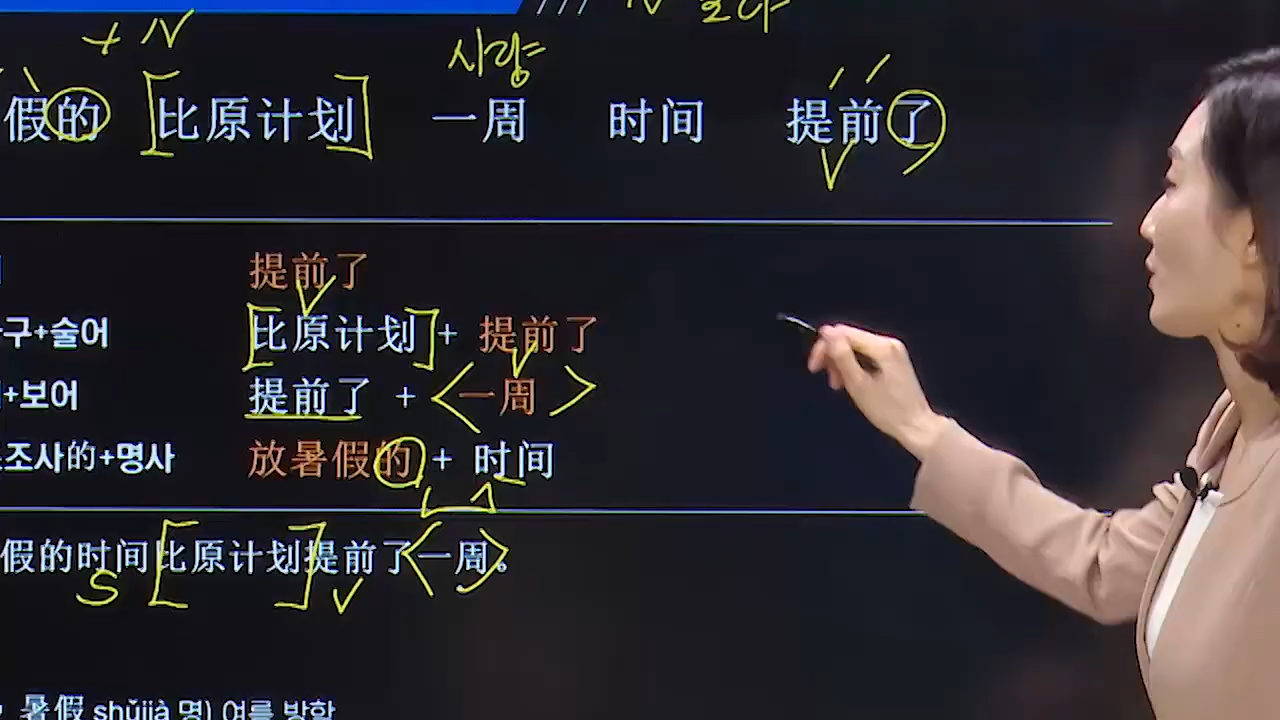 + N N 보다
사량
假的 [比原计划] 一周 时间 提前了
V
提前了
V
구+술어 [比原计划] + 提前了
V
+보어 提前了 + <一周>
조사的+명사 放暑假的 + 时间
假的时间[比原计划]提前了<一周>。
S V
暑假 shǔjià 명) 여름 방학